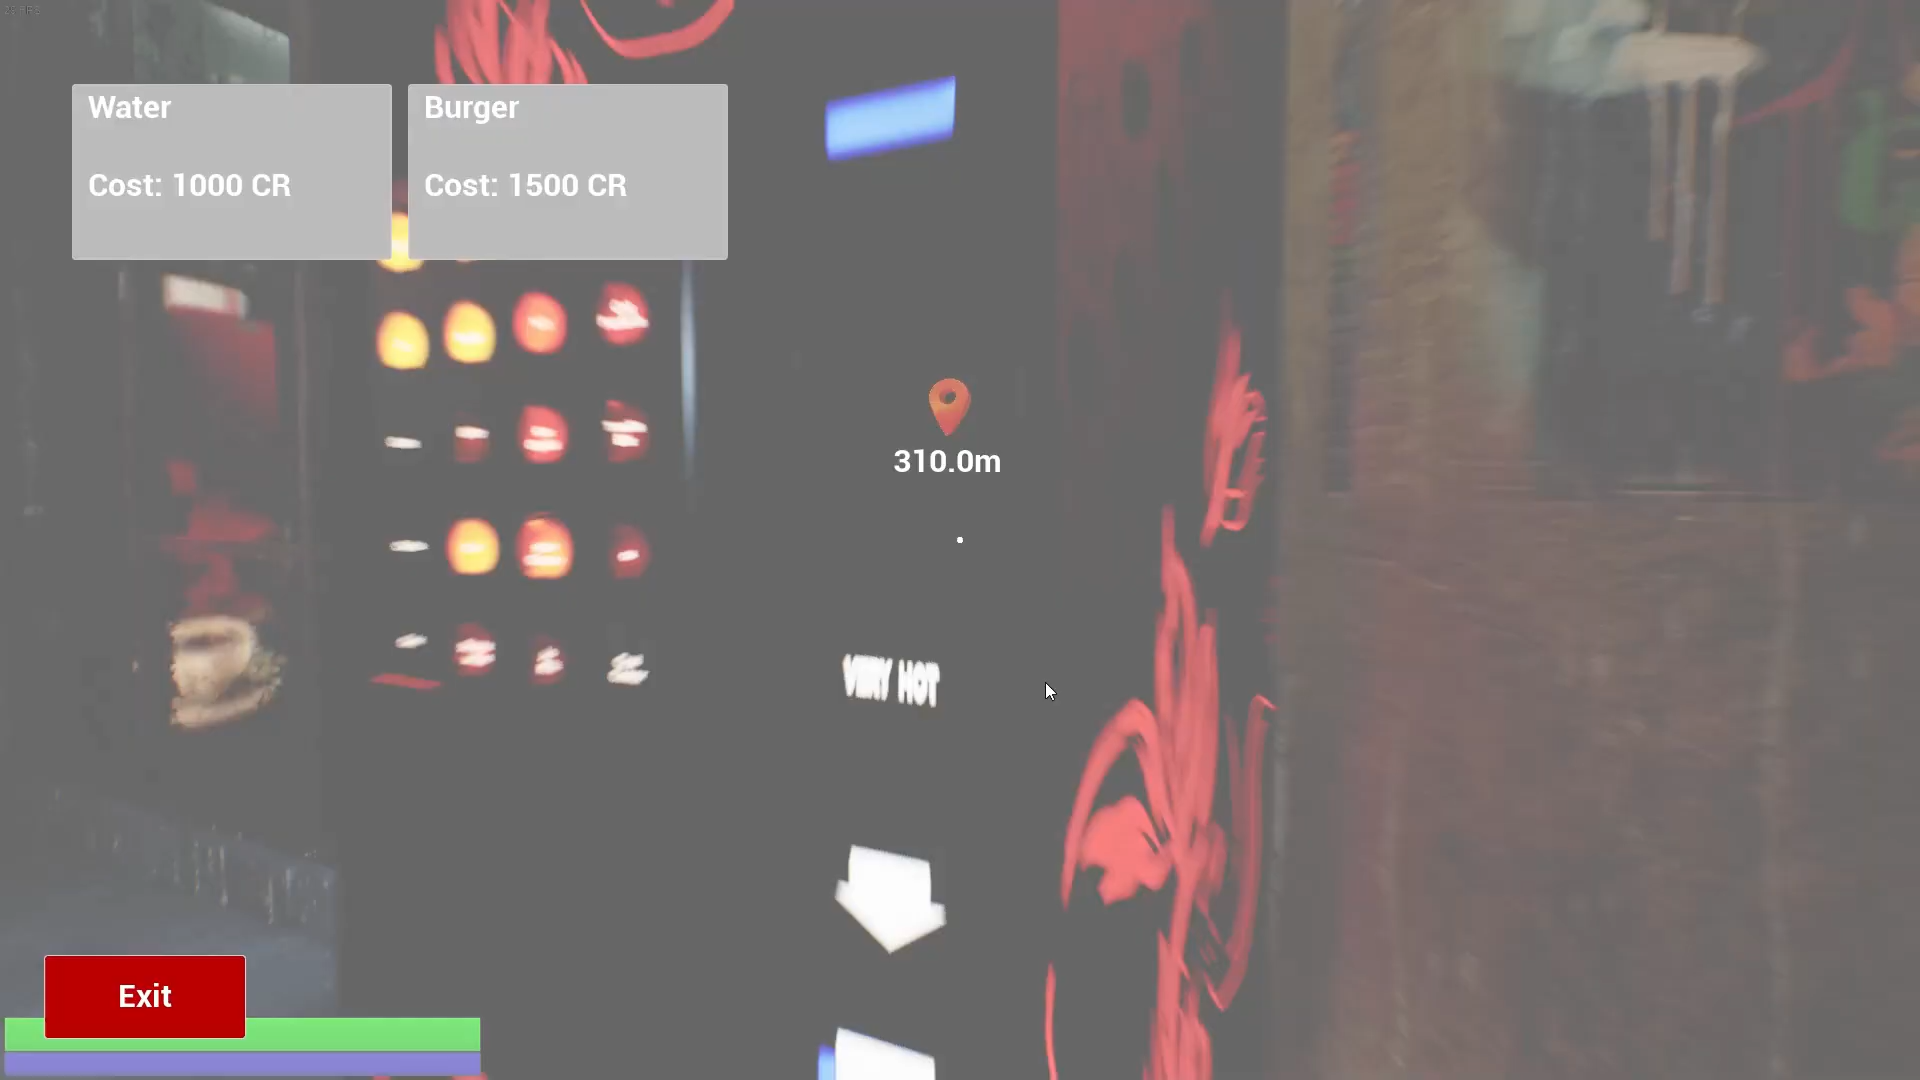 Water
Cost: 1000 CR
Burger
Cost: 1500 CR
310.0m
VERY HOT
Exit